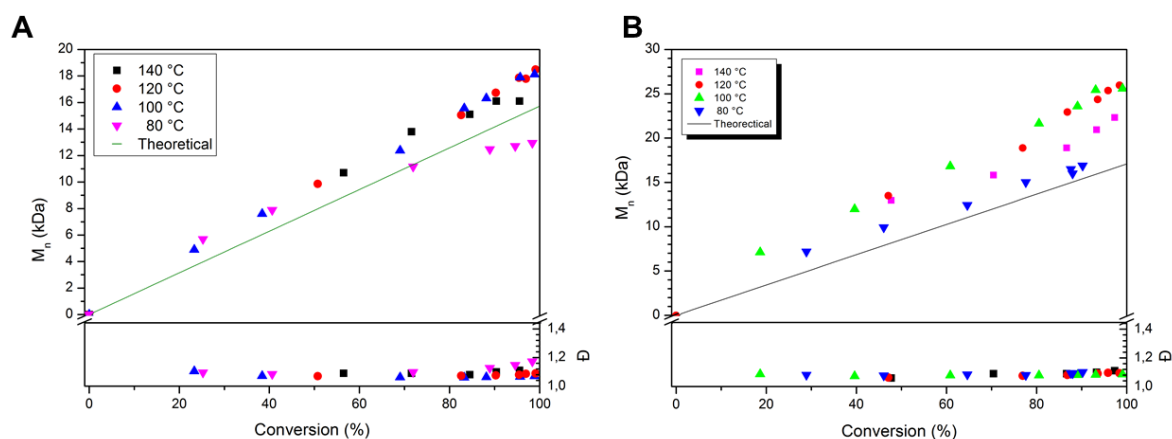 A
20
18
16
14
12
10
8
6
4
2
0
Mn (kDa)
140 °C
120 °C
100 °C
80 °C
Theoretical
1,4
1,2
1,0
Đ
0
20
40
60
80
100
Conversion (%)
B
30
25
20
15
10
5
0
Mn (kDa)
140 °C
120 °C
100 °C
80 °C
Theorectical
1,4
1,2
1,0
Đ
0
20
40
60
80
100
Conversion (%)